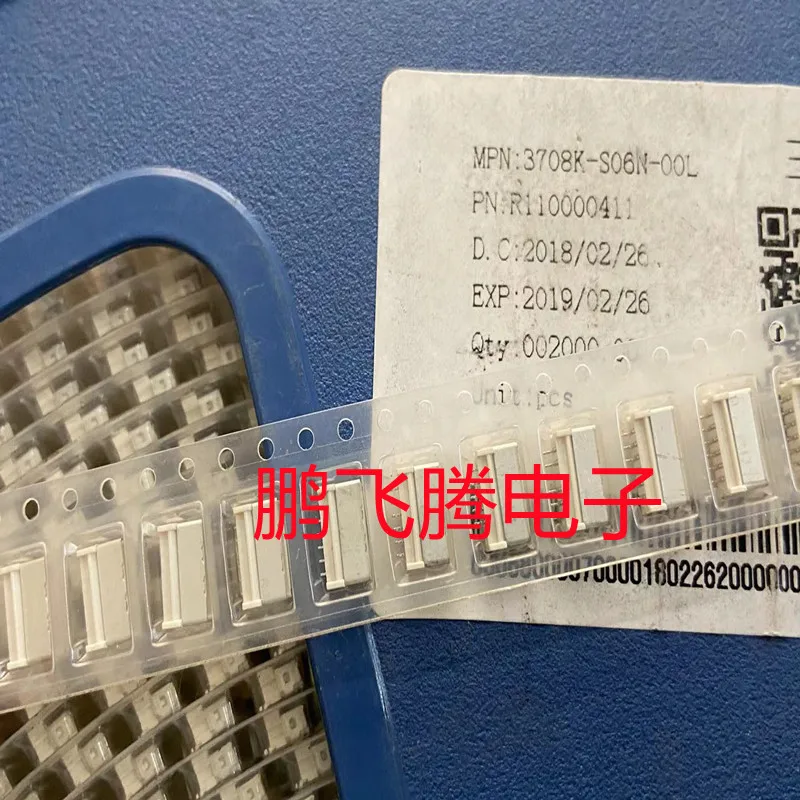 MPN:3708K-S06N-00L
PN:R110000411
D.C:2018/02/26
EXP:2019/02/26
Qty:002000
Unit:pcs
鹏飞腾电子